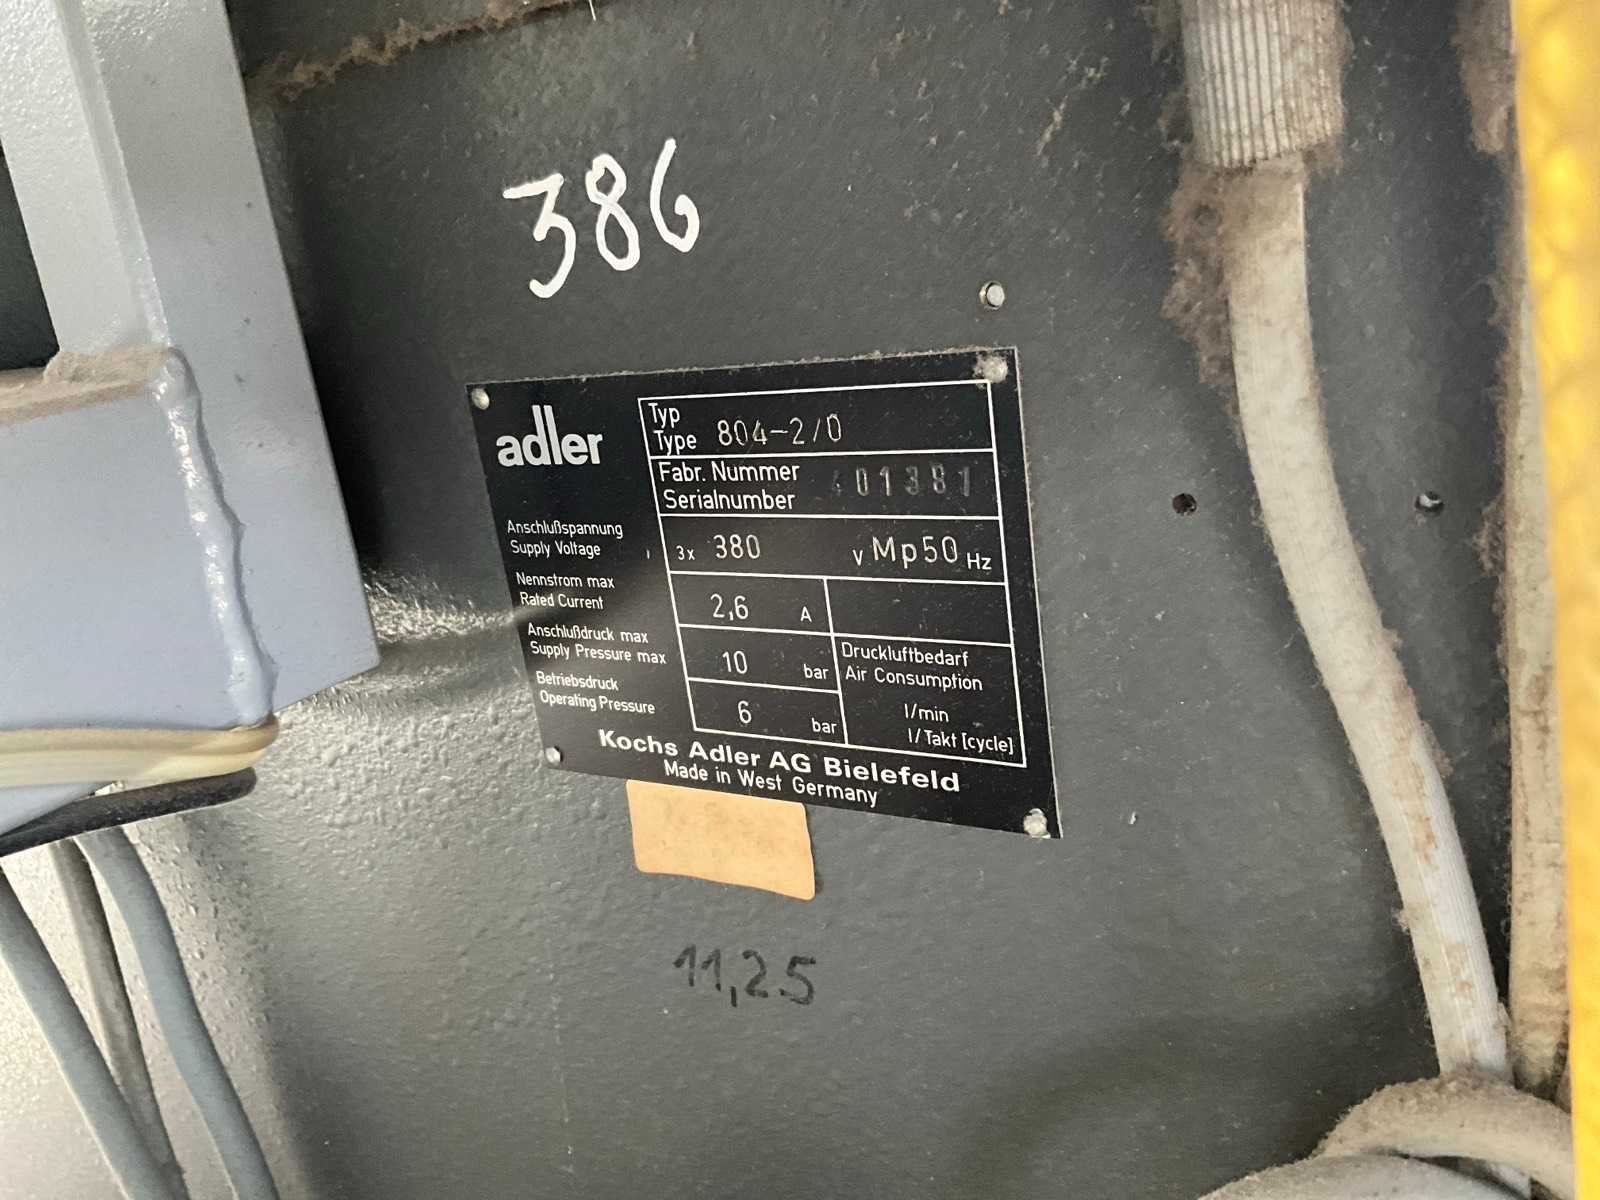 386
adler
Typ
Type 804-2/0
Fabr. Nummer
Serialnumber 401381
Anschlußspannung
Supply Voltage 3x 380 V Mp50 Hz
Nennstrom max
Rated Current 2,6 A
Anschlußdruck max
Supply Pressure max 10 bar
Betriebsdruck
Operating Pressure 6 bar
Druckluftbedarf
Air Consumption
l/min
l/Takt [cycle]
Kochs Adler AG Bielefeld
Made in West Germany
11,25